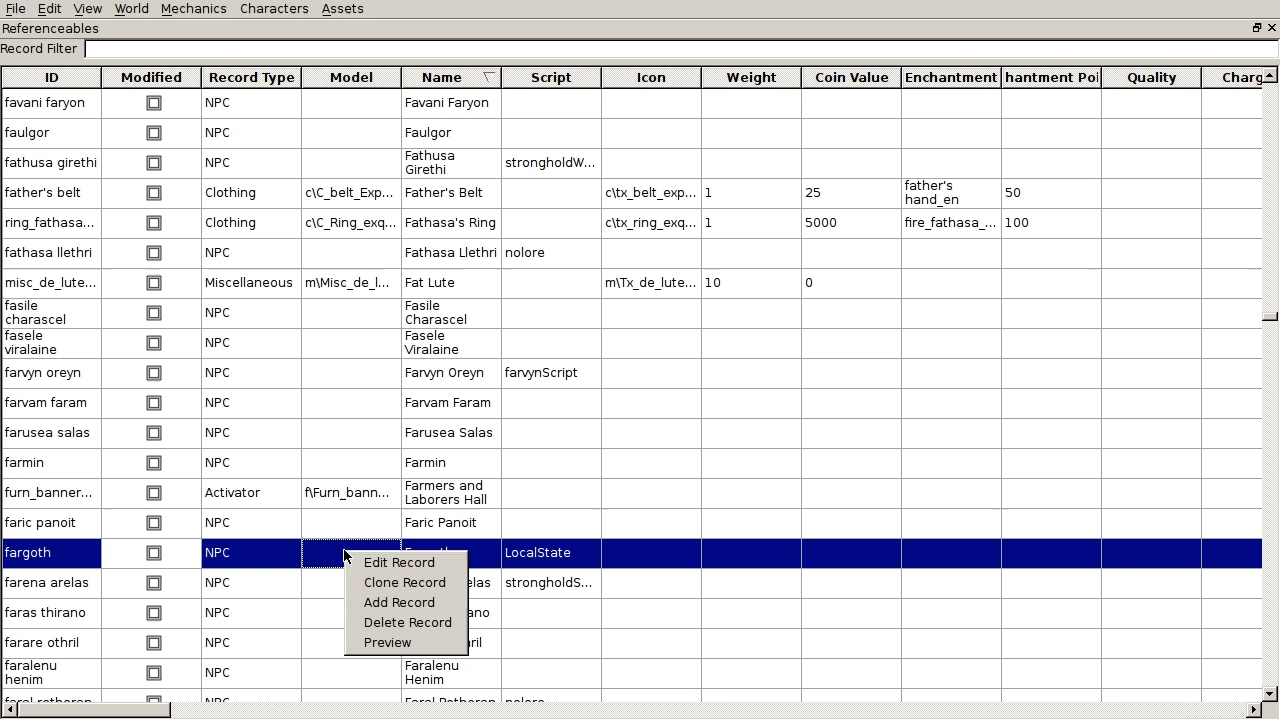 File Edit View World Mechanics Characters Assets
Referenceables
Record Filter
ID Modified Record Type Model Name Script Icon Weight Coin Value Enchantment hantment Poi Quality Charg
favani faryon NPC Favani Faryon
faulgor NPC Faulgor
fathusa girethi NPC Fathusa Girethi strongholdW...
father's belt Clothing c\C_belt_Exp... Father's Belt c\tx_belt_exp... 1 25 father's hand_en 50
ring_fathasa... Clothing c\C_Ring_exq... Fathasa's Ring c\tx_ring_exq... 1 5000 fire_fathasa_... 100
fathasa llethri NPC Fathasa Llethri nolore
misc_de_lute... Miscellaneous m\Misc_de_l... Fat Lute m\Tx_de_lute... 10 0
fasile charascel NPC Fasile Charascel
fasele viralaine NPC Fasele Viralaine
farvyn oreyn NPC Farvyn Oreyn farvynScript
farvam faram NPC Farvam Faram
farusea salas NPC Farusea Salas
farmin NPC Farmin
furn_banner... Activator f\Furn_bann... Farmers and Laborers Hall
faric panoit NPC Faric Panoit
fargoth NPC LocalState
Edit Record
farena arelas NPC elas strongholdS...
Clone Record
Add Record
faras thirano NPC ano
Delete Record
farare othril NPC ril
Preview
faralenu henim NPC Faralenu Henim